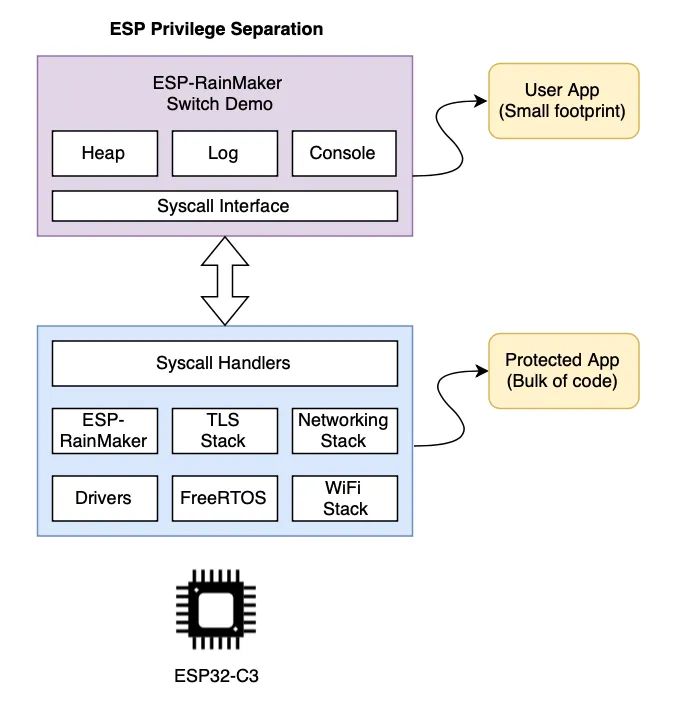 ESP Privilege Separation
ESP-RainMaker
Switch Demo
Heap
Log
Console
Syscall Interface
User App
(Small footprint)
Syscall Handlers
ESP-
RainMaker
TLS
Stack
Networking
Stack
Drivers
FreeRTOS
WiFi
Stack
Protected App
(Bulk of code)
ESP32-C3